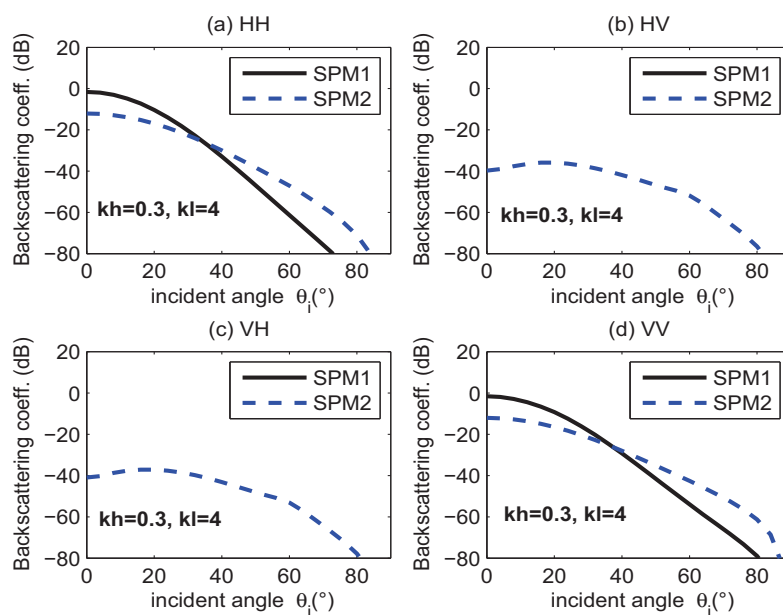 (a) HH
Backscattering coeff. (dB)
20
0
−20
−40
−60
−80
0 20 40 60 80
incident angle θi(°)
SPM1
SPM2
kh=0.3, kl=4
(b) HV
Backscattering coeff. (dB)
20
0
−20
−40
−60
−80
0 20 40 60 80
incident angle θi(°)
SPM1
SPM2
kh=0.3, kl=4
(c) VH
Backscattering coeff. (dB)
20
0
−20
−40
−60
−80
0 20 40 60 80
incident angle θi(°)
SPM1
SPM2
kh=0.3, kl=4
(d) VV
Backscattering coeff. (dB)
20
0
−20
−40
−60
−80
0 20 40 60 80
incident angle θi(°)
SPM1
SPM2
kh=0.3, kl=4